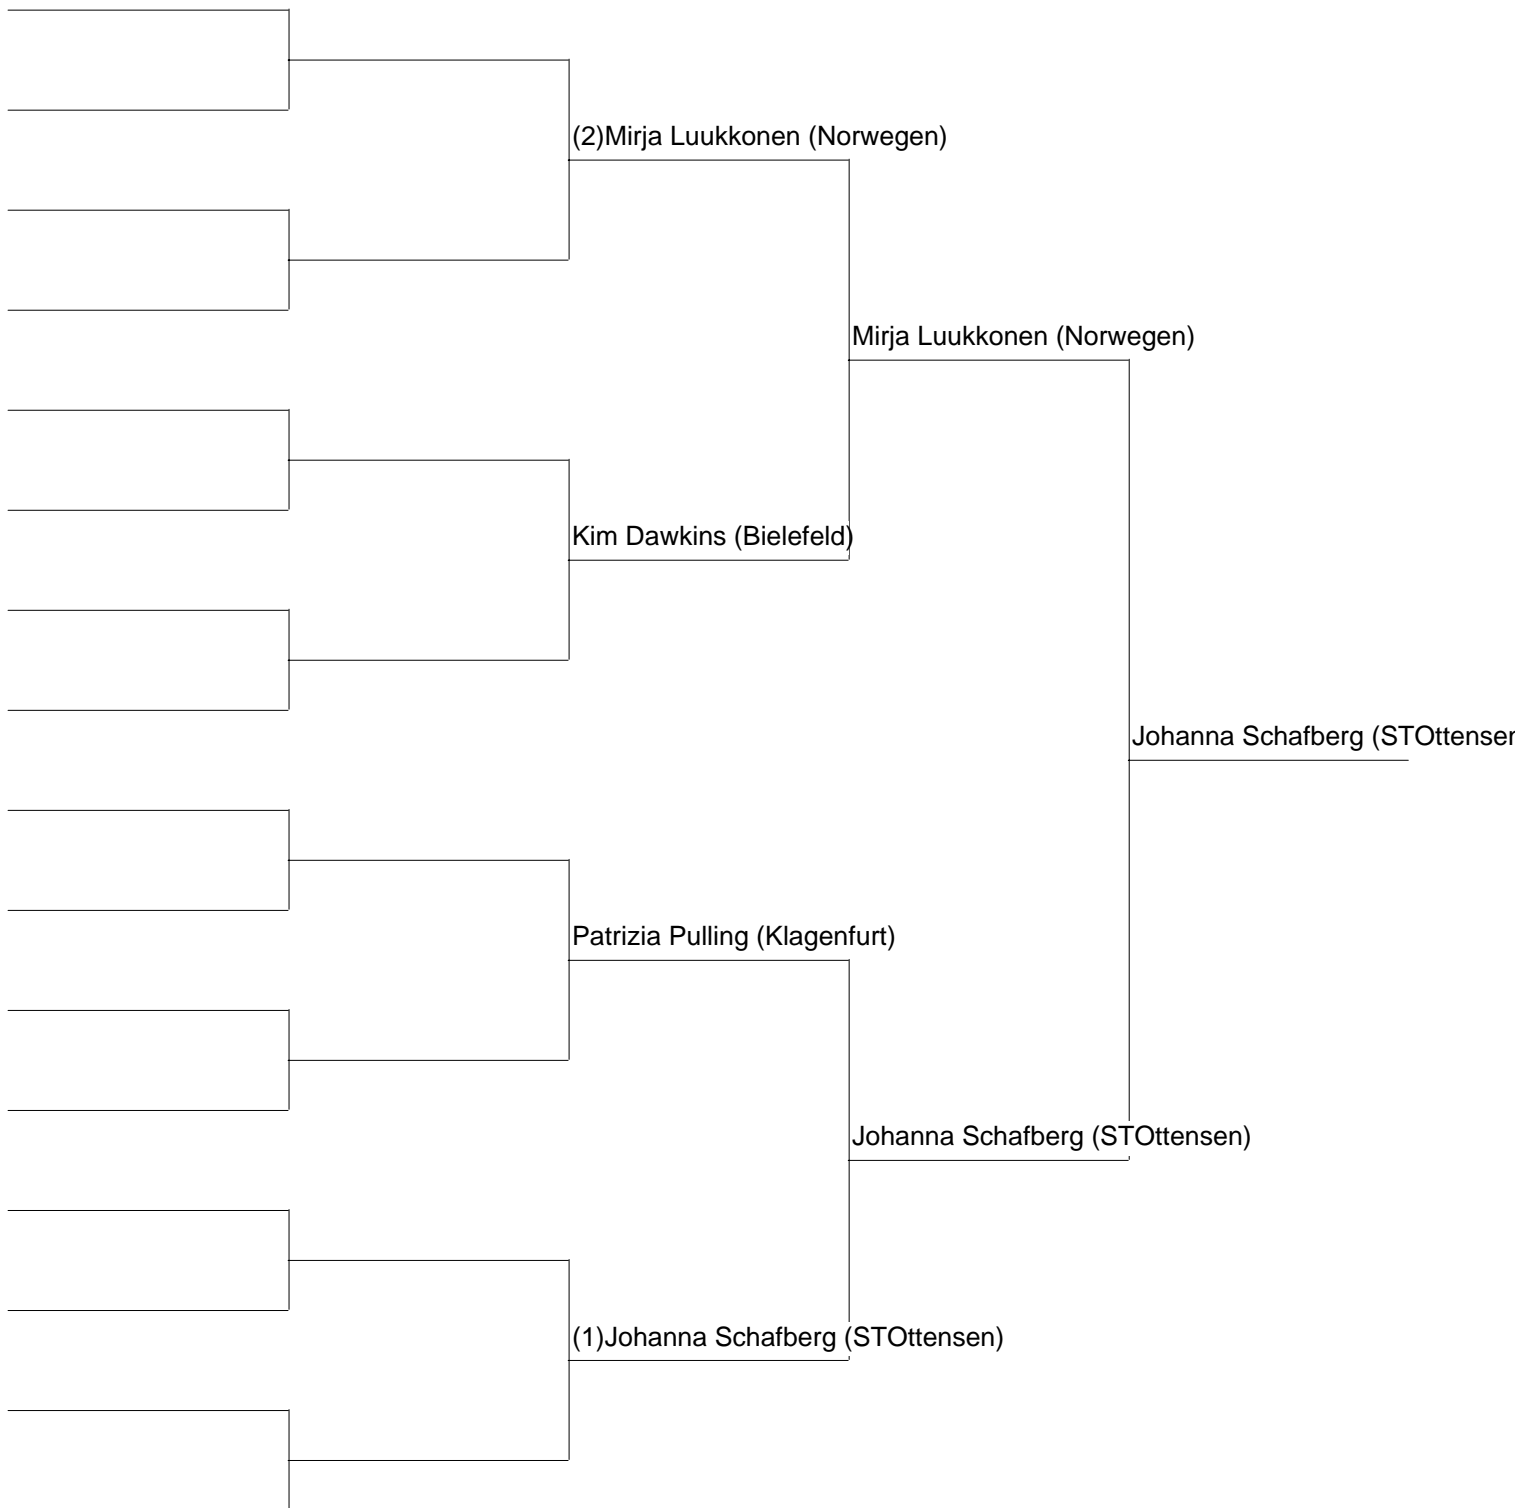 (2)Mirja Luukkonen (Norwegen)
Mirja Luukkonen (Norwegen)
Kim Dawkins (Bielefeld)
Johanna Schafberg (STOttensen
Patrizia Pulling (Klagenfurt)
Johanna Schafberg (STOttensen)
(1)Johanna Schafberg (STOttensen)